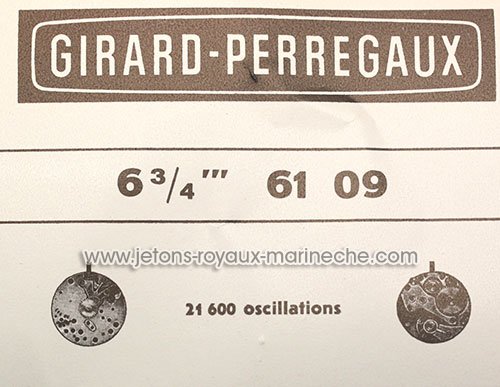 GIRARD-PERREGAUX
6 3/4 ''' 61 09
www.jetons-royaux-marineche.com
21 600 oscillations